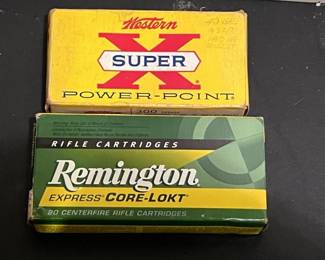 Western
SUPER
X
POWER-POINT
RIFLE CARTRIDGES
Remington
EXPRESS CORE-LOKT
20 CENTERFIRE RIFLE CARTRIDGES